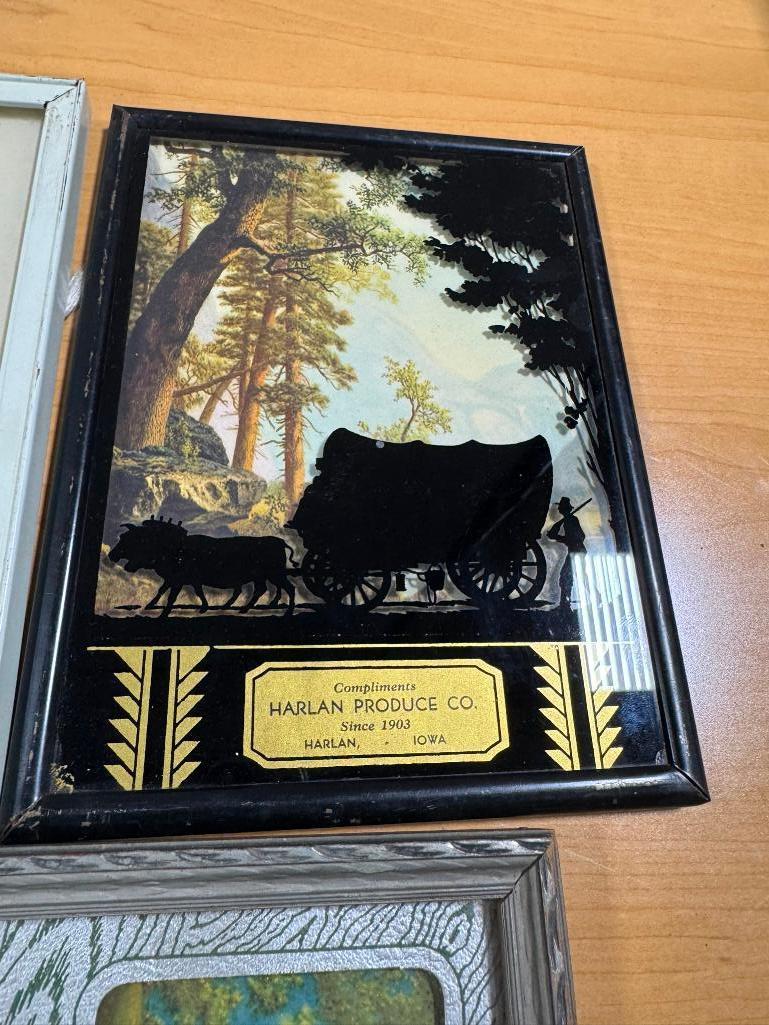 Compliments
HARLAN PRODUCE CO.
Since 1903
HARLAN, - IOWA